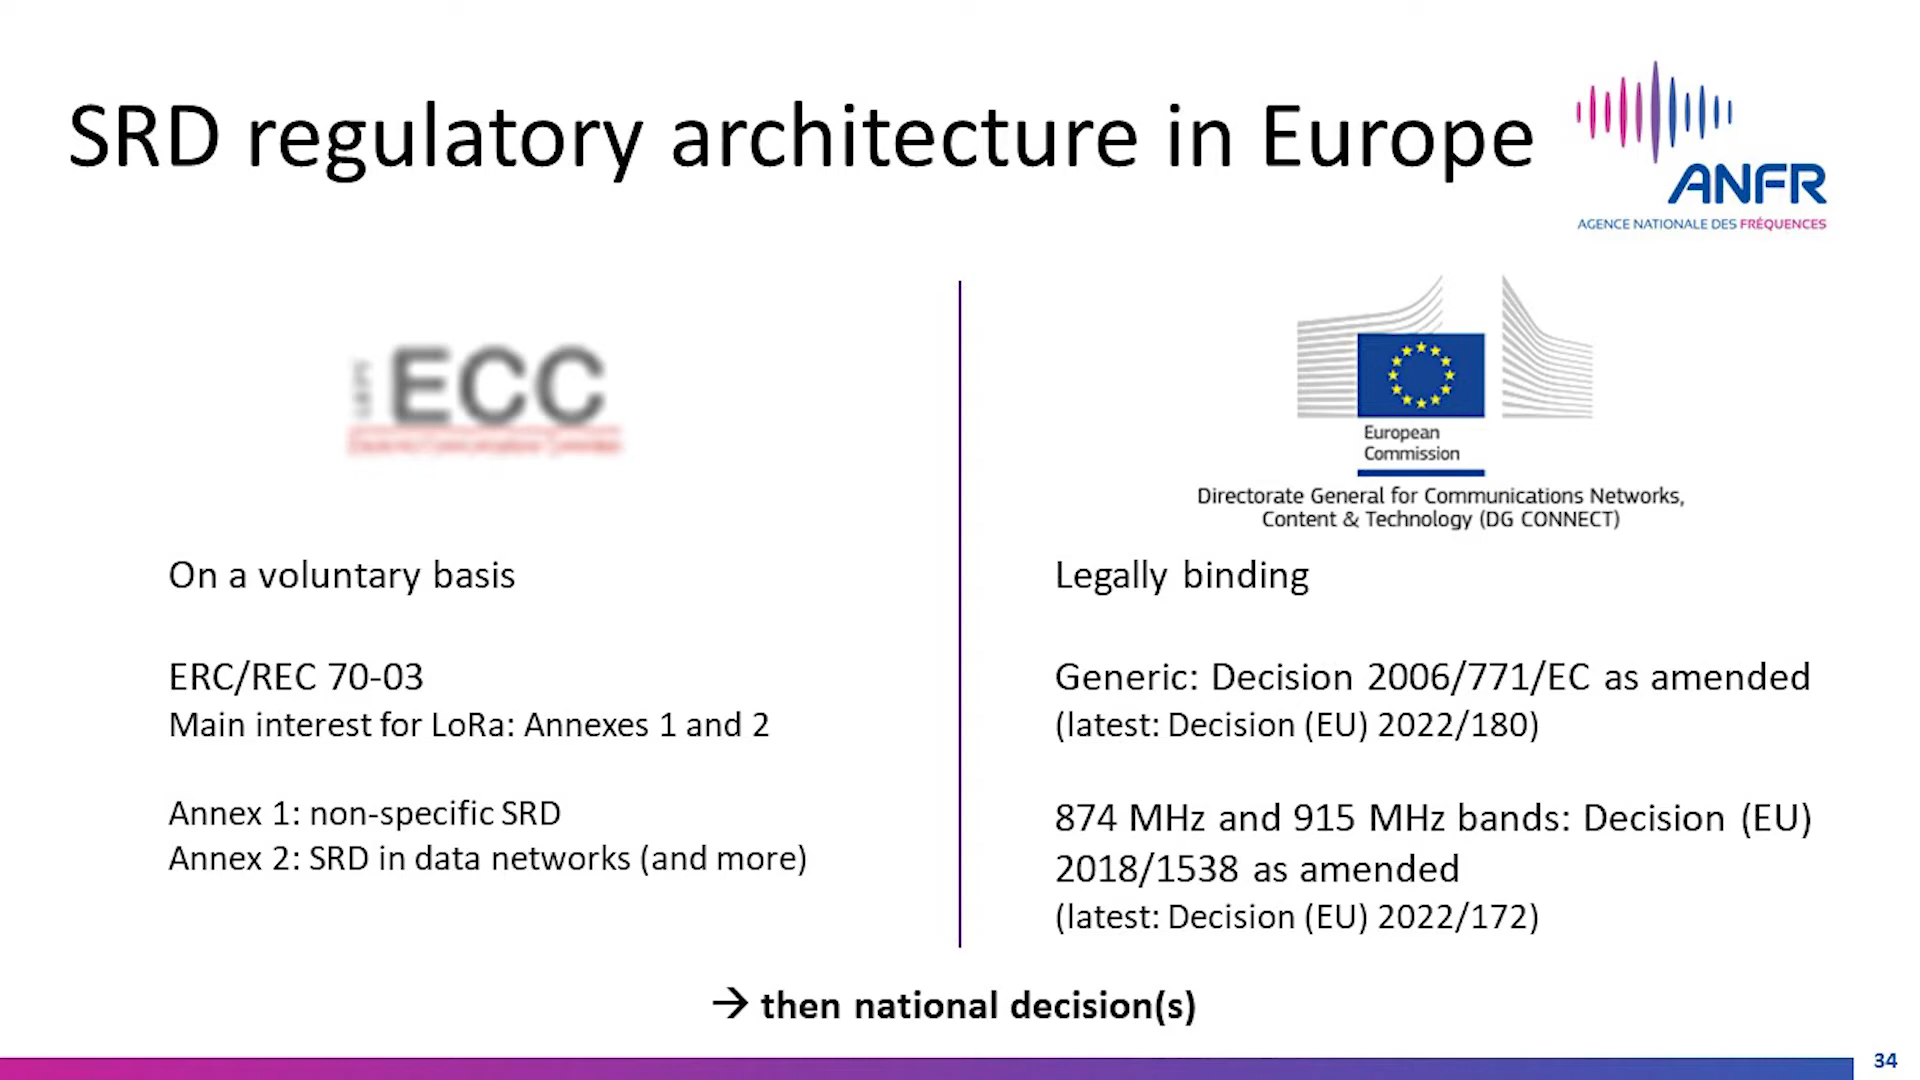 SRD regulatory architecture in Europe
ANFR
AGENCE NATIONALE DES FRÉQUENCES
ECC
European
Commission
Directorate General for Communications Networks,
Content & Technology (DG CONNECT)
On a voluntary basis
ERC/REC 70-03
Main interest for LoRa: Annexes 1 and 2
Annex 1: non-specific SRD
Annex 2: SRD in data networks (and more)
Legally binding
Generic: Decision 2006/771/EC as amended
(latest: Decision (EU) 2022/180)
874 MHz and 915 MHz bands: Decision (EU)
2018/1538 as amended
(latest: Decision (EU) 2022/172)
→ then national decision(s)
34